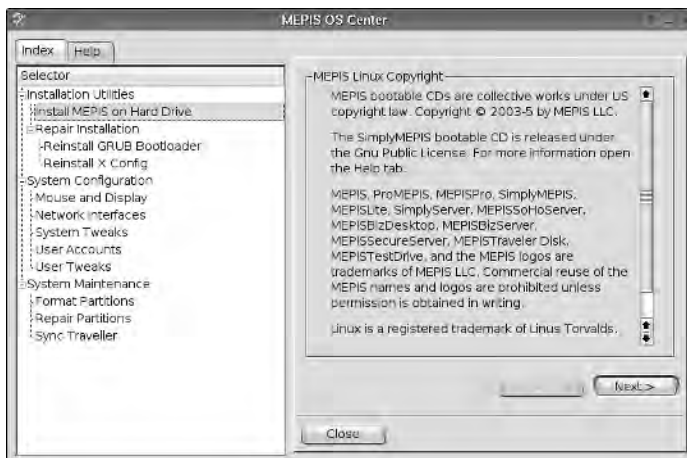 MEPIS OS Center
Index
Help
Selector
Installation Utilities
Install MEPIS on Hard Drive
Repair Installation
Reinstall GRUB Bootloader
Reinstall X Config
System Configuration
Mouse and Display
Network Interfaces
System Tweaks
User Accounts
User Tweaks
System Maintenance
Format Partitions
Repair Partitions
Sync Traveller
MEPIS Linux Copyright
MEPIS bootable CDs are collective works under US
copyright law. Copyright © 2003-5 by MEPIS LLC.
The SimplyMEPIS bootable CD is released under
the Gnu Public License. For more information open
the Help tab.
MEPIS, ProMEPIS, MEPISPro, SimplyMEPIS,
MEPISLite, SimplyServer, MEPISSoHoServer,
MEPISBizDesktop, MEPISBizServer,
MEPISSecureServer, MEPISTraveler Disk,
MEPISTestDrive, and the MEPIS logos are
trademarks of MEPIS LLC. Commercial reuse of the
MEPIS names and logos are prohibited unless
permission is obtained in writing.
Linux is a registered trademark of Linus Torvalds.
Next >
Close